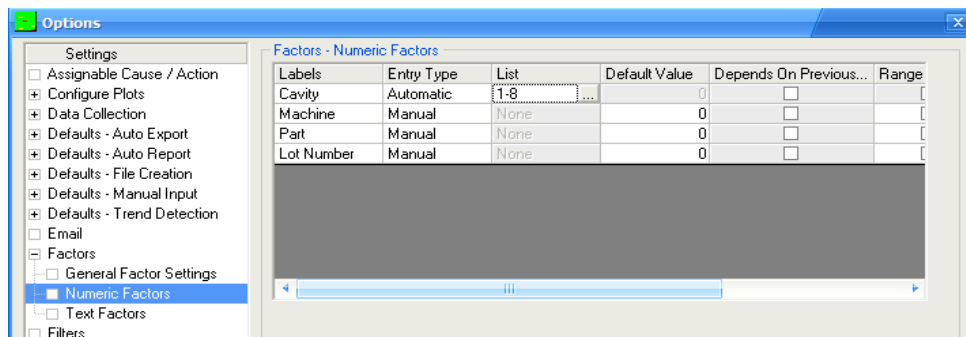 Options
Settings
Assignable Cause / Action
Configure Plots
Data Collection
Defaults - Auto Export
Defaults - Auto Report
Defaults - File Creation
Defaults - Manual Input
Defaults - Trend Detection
Email
Factors
General Factor Settings
Numeric Factors
Text Factors
Filters
Factors - Numeric Factors
Labels Entry Type List Default Value Depends On Previous... Range
Cavity Automatic 1-8 ... 0
Machine Manual None 0
Part Manual None 0
Lot Number Manual None 0